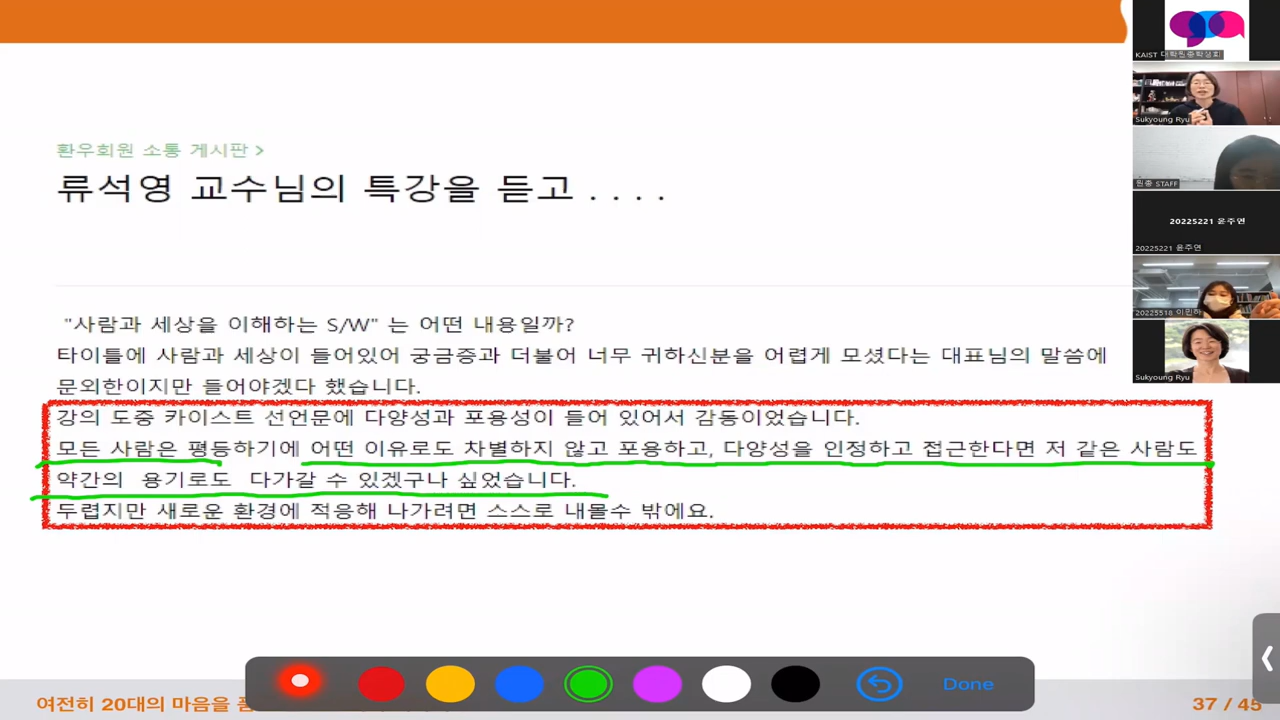 환우회원 소통 게시판 >
류석영 교수님의 특강을 듣고 . . . .
"사람과 세상을 이해하는 S/W" 는 어떤 내용일까?
타이틀에 사람과 세상이 들어있어 궁금증과 더불어 너무 귀하신분을 어렵게 모셨다는 대표님의 말씀에
문외한이지만 들어야겠다 했습니다.
강의 도중 카이스트 선언문에 다양성과 포용성이 들어 있어서 감동이었습니다.
모든 사람은 평등하기에 어떤 이유로도 차별하지 않고 포용하고, 다양성을 인정하고 접근한다면 저 같은 사람도
약간의 용기로도 다가갈 수 있겠구나 싶었습니다.
두렵지만 새로운 환경에 적응해 나가려면 스스로 내몰수 밖에요.
여전히 20대의 마음을
37 / 45
Done
KAIST 대학원총학생회
Sukyoung Ryu
원총 STAFF
20225221 윤주연
20225221 윤주연
20225518 이민하
Sukyoung Ryu